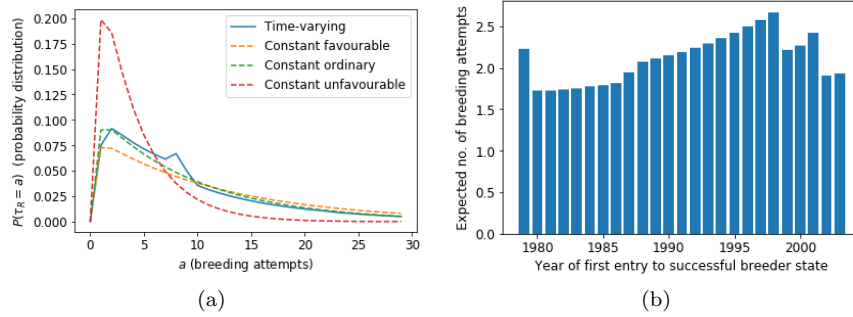 0.200
0.175
0.150
0.125
0.100
0.075
0.050
0.025
0.000
P(τ_R = a) (probability distribution)
0 5 10 15 20 25 30
a (breeding attempts)
Time-varying
Constant favourable
Constant ordinary
Constant unfavourable
(a)
2.5
2.0
1.5
1.0
0.5
0.0
Expected no. of breeding attempts
1980 1985 1990 1995 2000
Year of first entry to successful breeder state
(b)